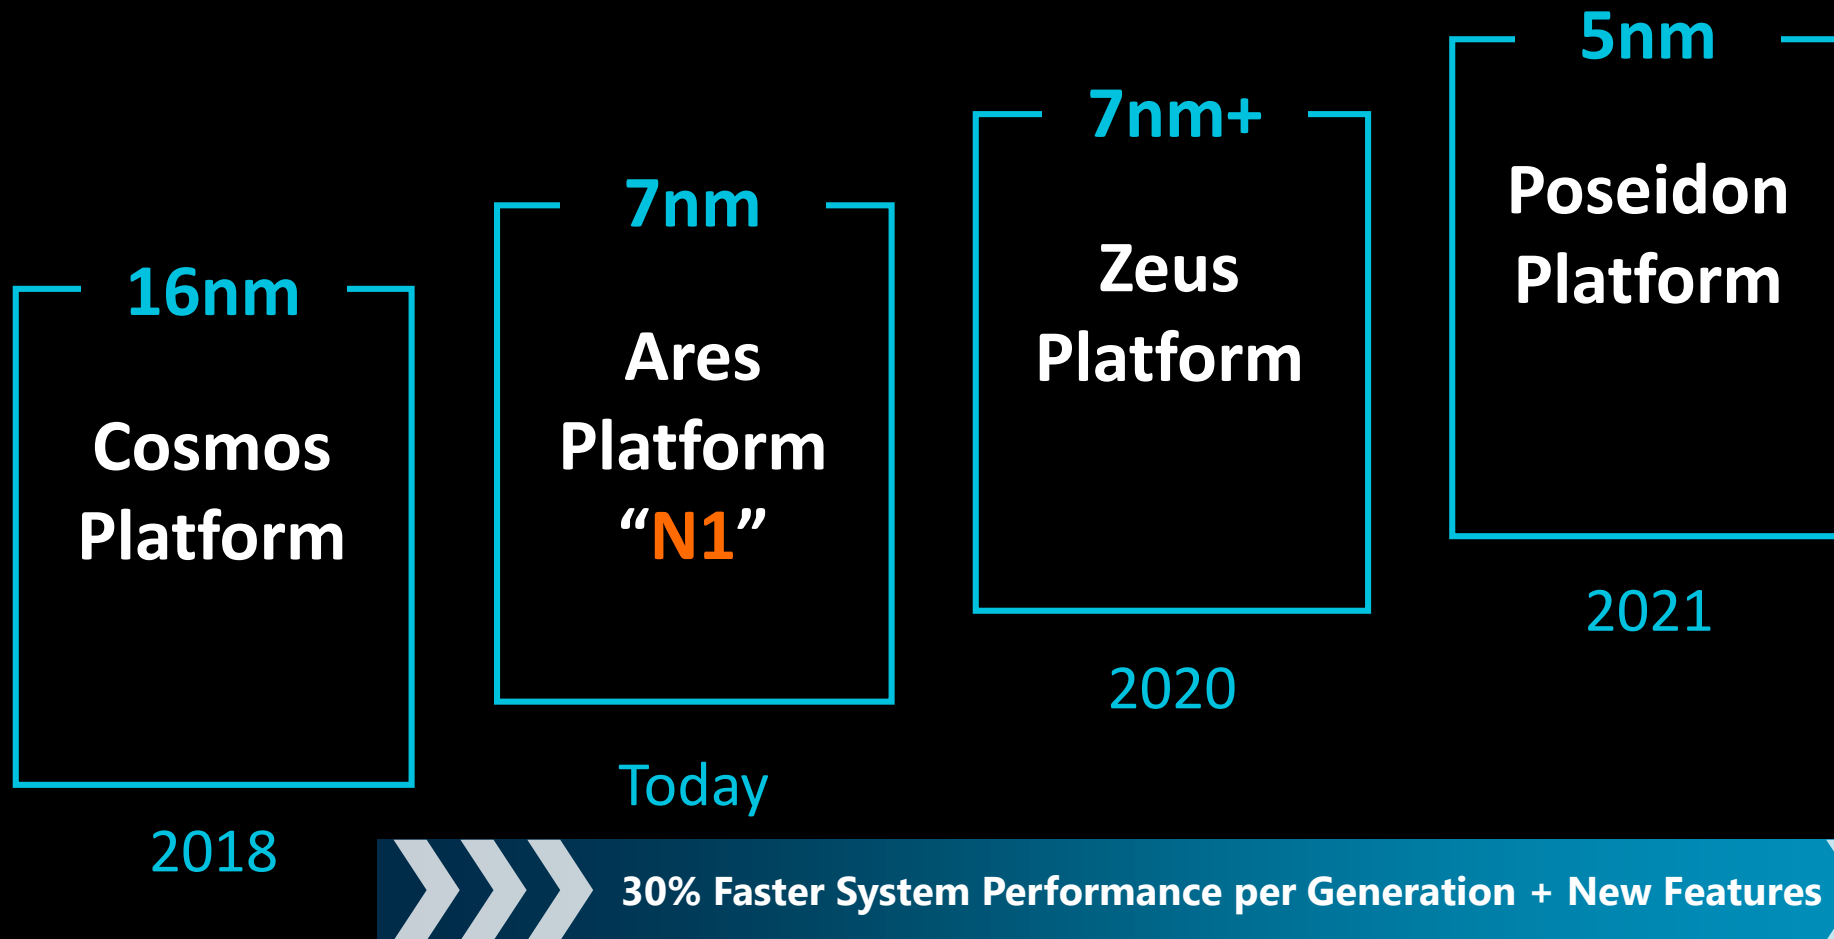 16nm
Cosmos
Platform
2018
7nm
Ares
Platform
“N1”
Today
7nm+
Zeus
Platform
2020
5nm
Poseidon
Platform
2021
30% Faster System Performance per Generation + New Features